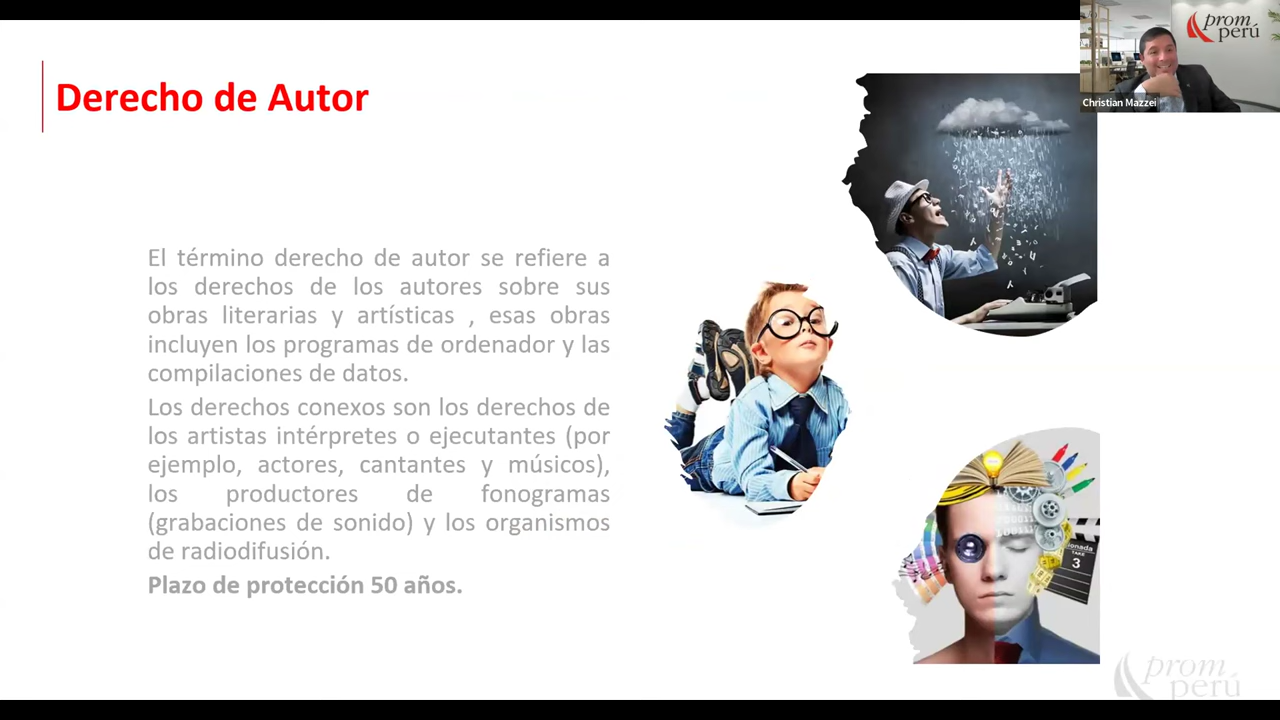 Derecho de Autor
prom
perú
Christian Mazzei
El término derecho de autor se refiere a
los derechos de los autores sobre sus
obras literarias y artísticas , esas obras
incluyen los programas de ordenador y las
compilaciones de datos.
Los derechos conexos son los derechos de
los artistas intérpretes o ejecutantes (por
ejemplo, actores, cantantes y músicos),
los productores de fonogramas
(grabaciones de sonido) y los organismos
de radiodifusión.
Plazo de protección 50 años.
TAKE
3
prom
perú